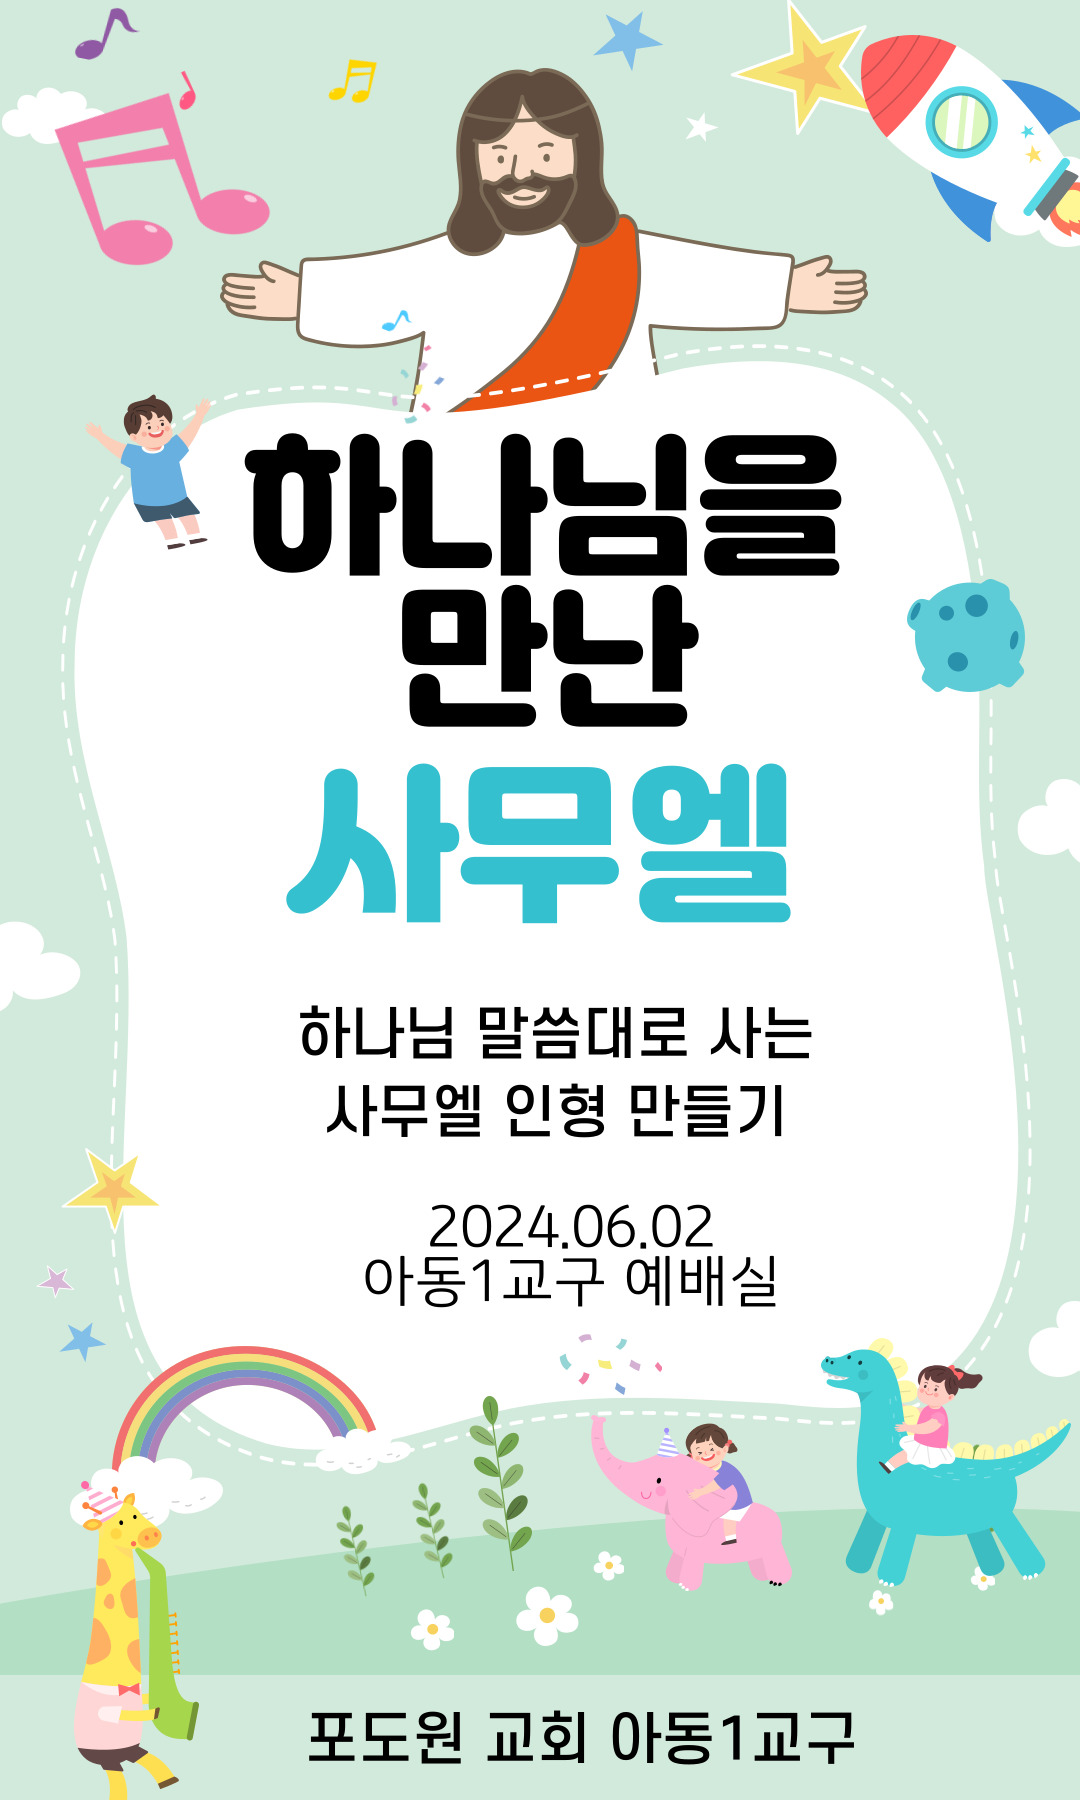 하나님을
만난
사무엘
하나님 말씀대로 사는
사무엘 인형 만들기
2024.06.02
아동1교구 예배실
포도원 교회 아동1교구